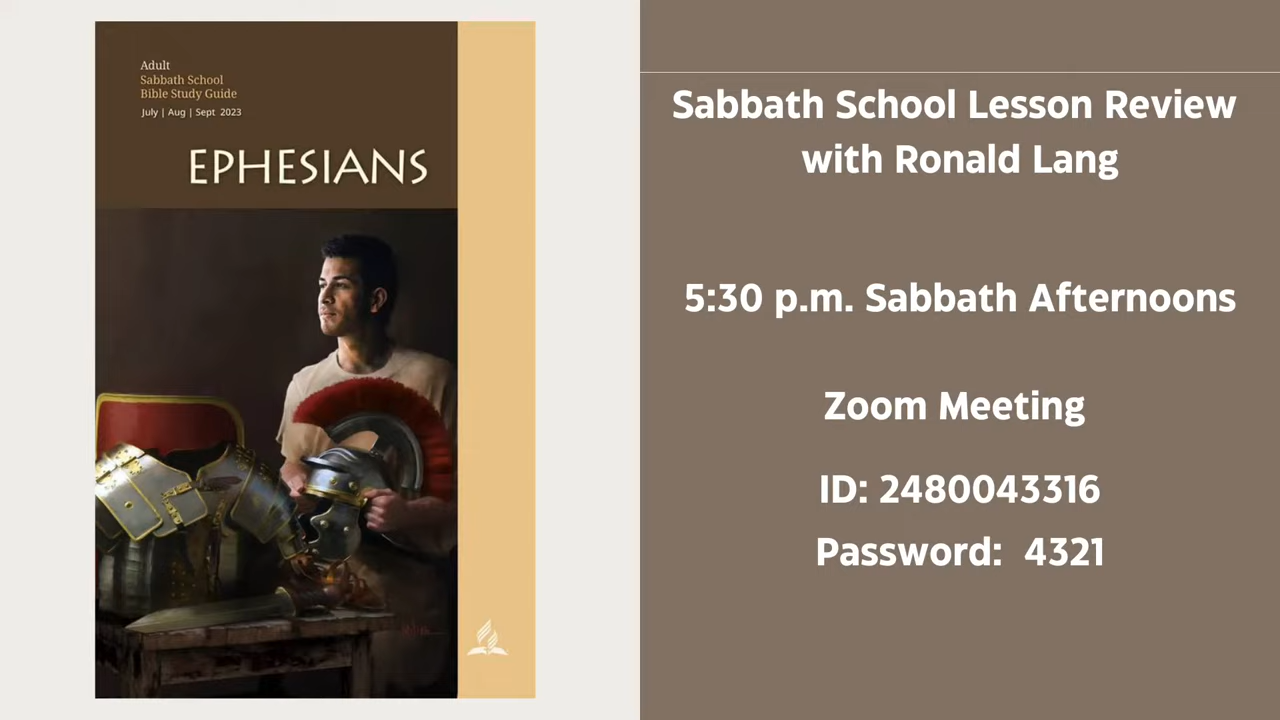 Adult
Sabbath School
Bible Study Guide
July | Aug | Sept 2023
EPHESIANS
Sabbath School Lesson Review
with Ronald Lang
5:30 p.m. Sabbath Afternoons
Zoom Meeting
ID: 2480043316
Password: 4321